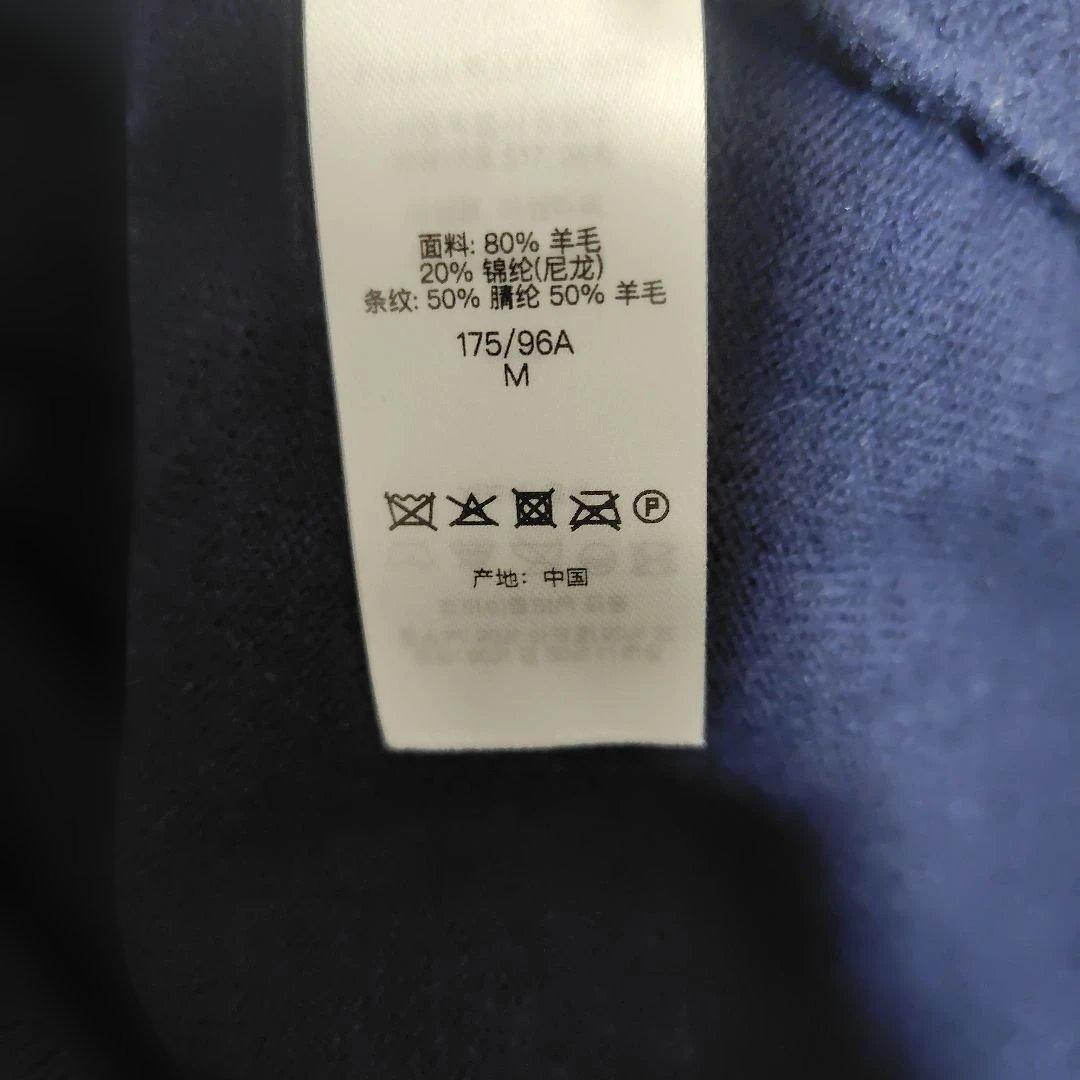 面料: 80% 羊毛
20% 锦纶(尼龙)
条纹: 50% 腈纶 50% 羊毛
175/96A
M
P
产地: 中国